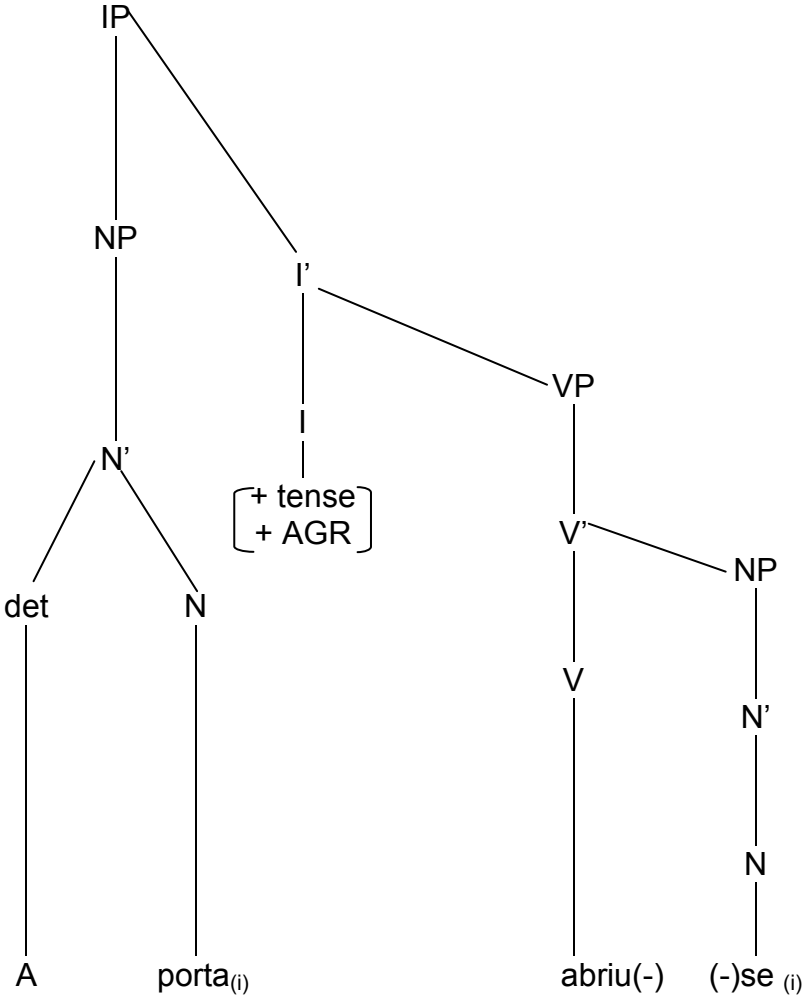 IP
NP
I’
VP
I
N’
+ tense
+ AGR
V’
NP
det N
V
N’
N
A porta(i) abriu(-) (-)se (i)